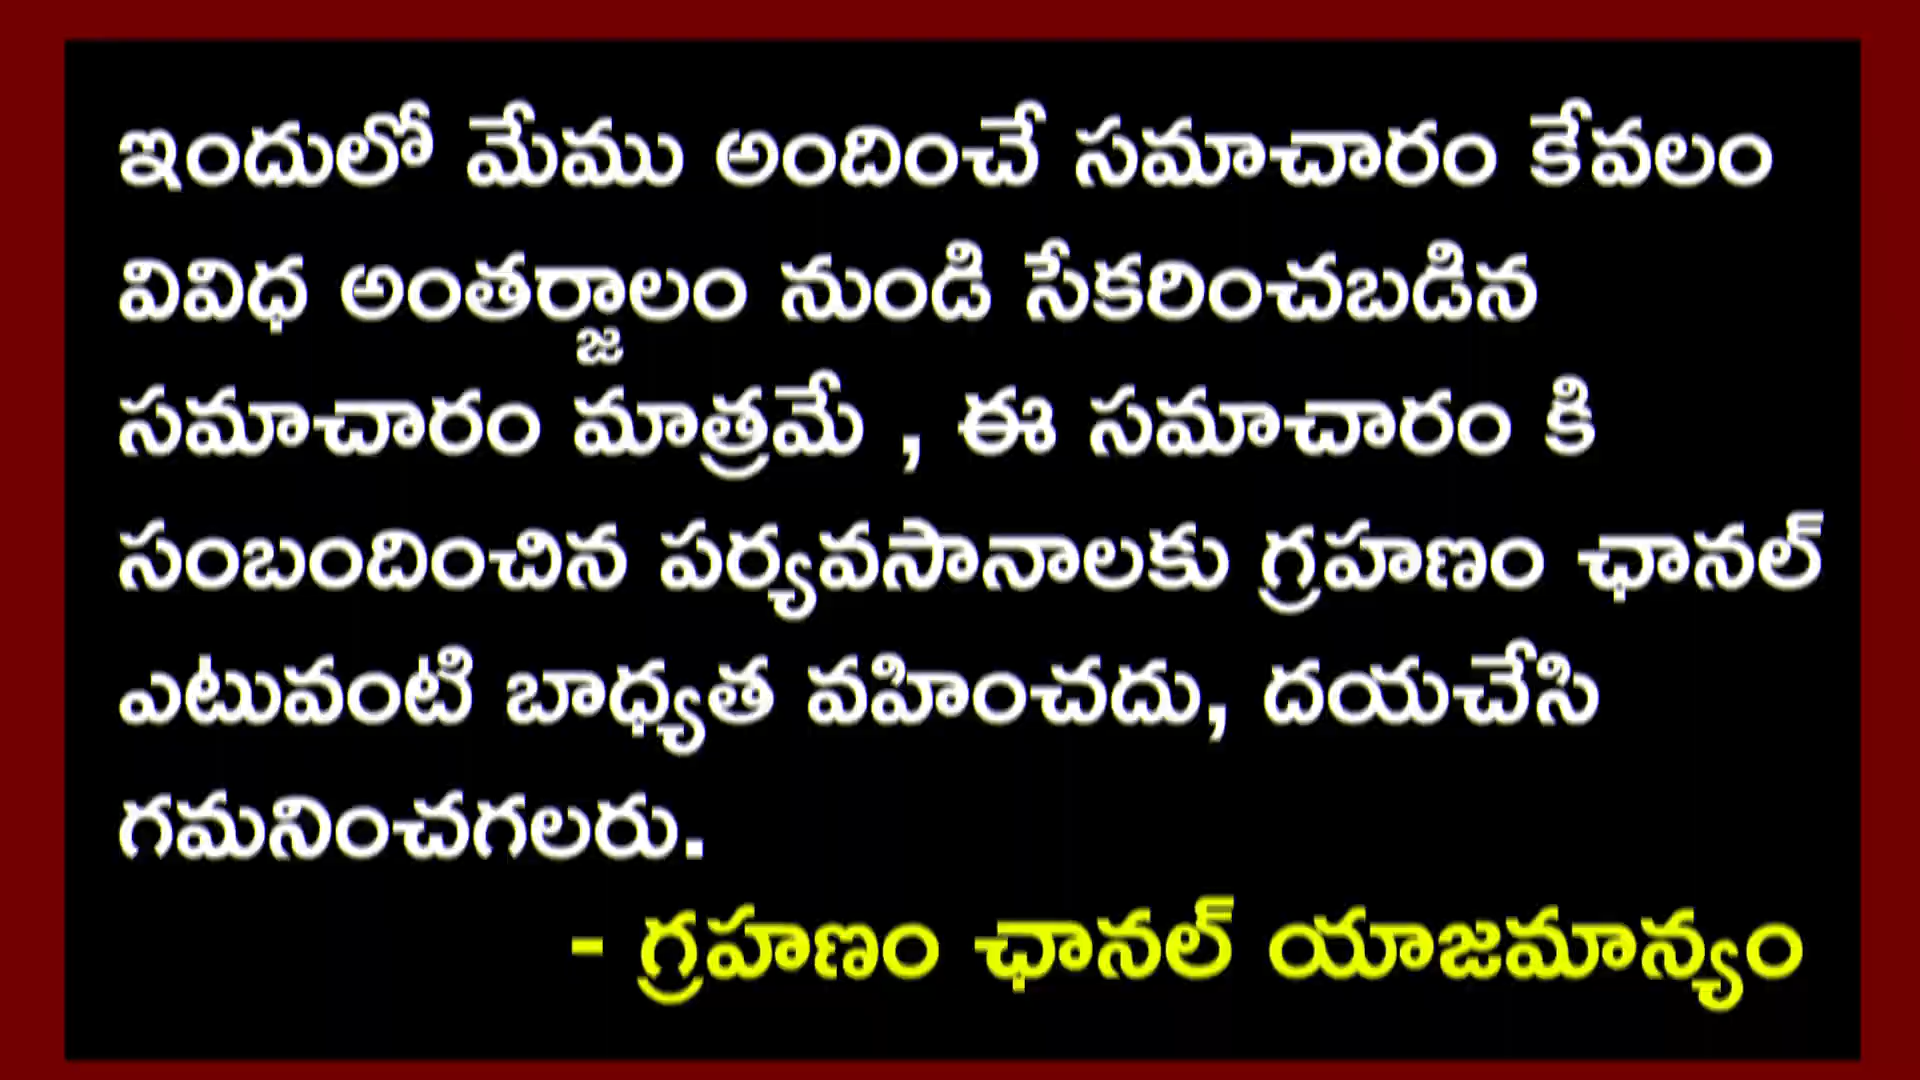 ఇందులో మేము అందించే సమాచారం కేవలం
వివిధ అంతర్జాలం నుండి సేకరించబడిన
సమాచారం మాత్రమే , ఈ సమాచారం కి
సంబందించిన పర్యవసానాలకు గ్రహణం ఛానల్
ఎటువంటి బాధ్యత వహించదు, దయచేసి
గమనించగలరు.
- గ్రహణం ఛానల్ యాజమాన్యం